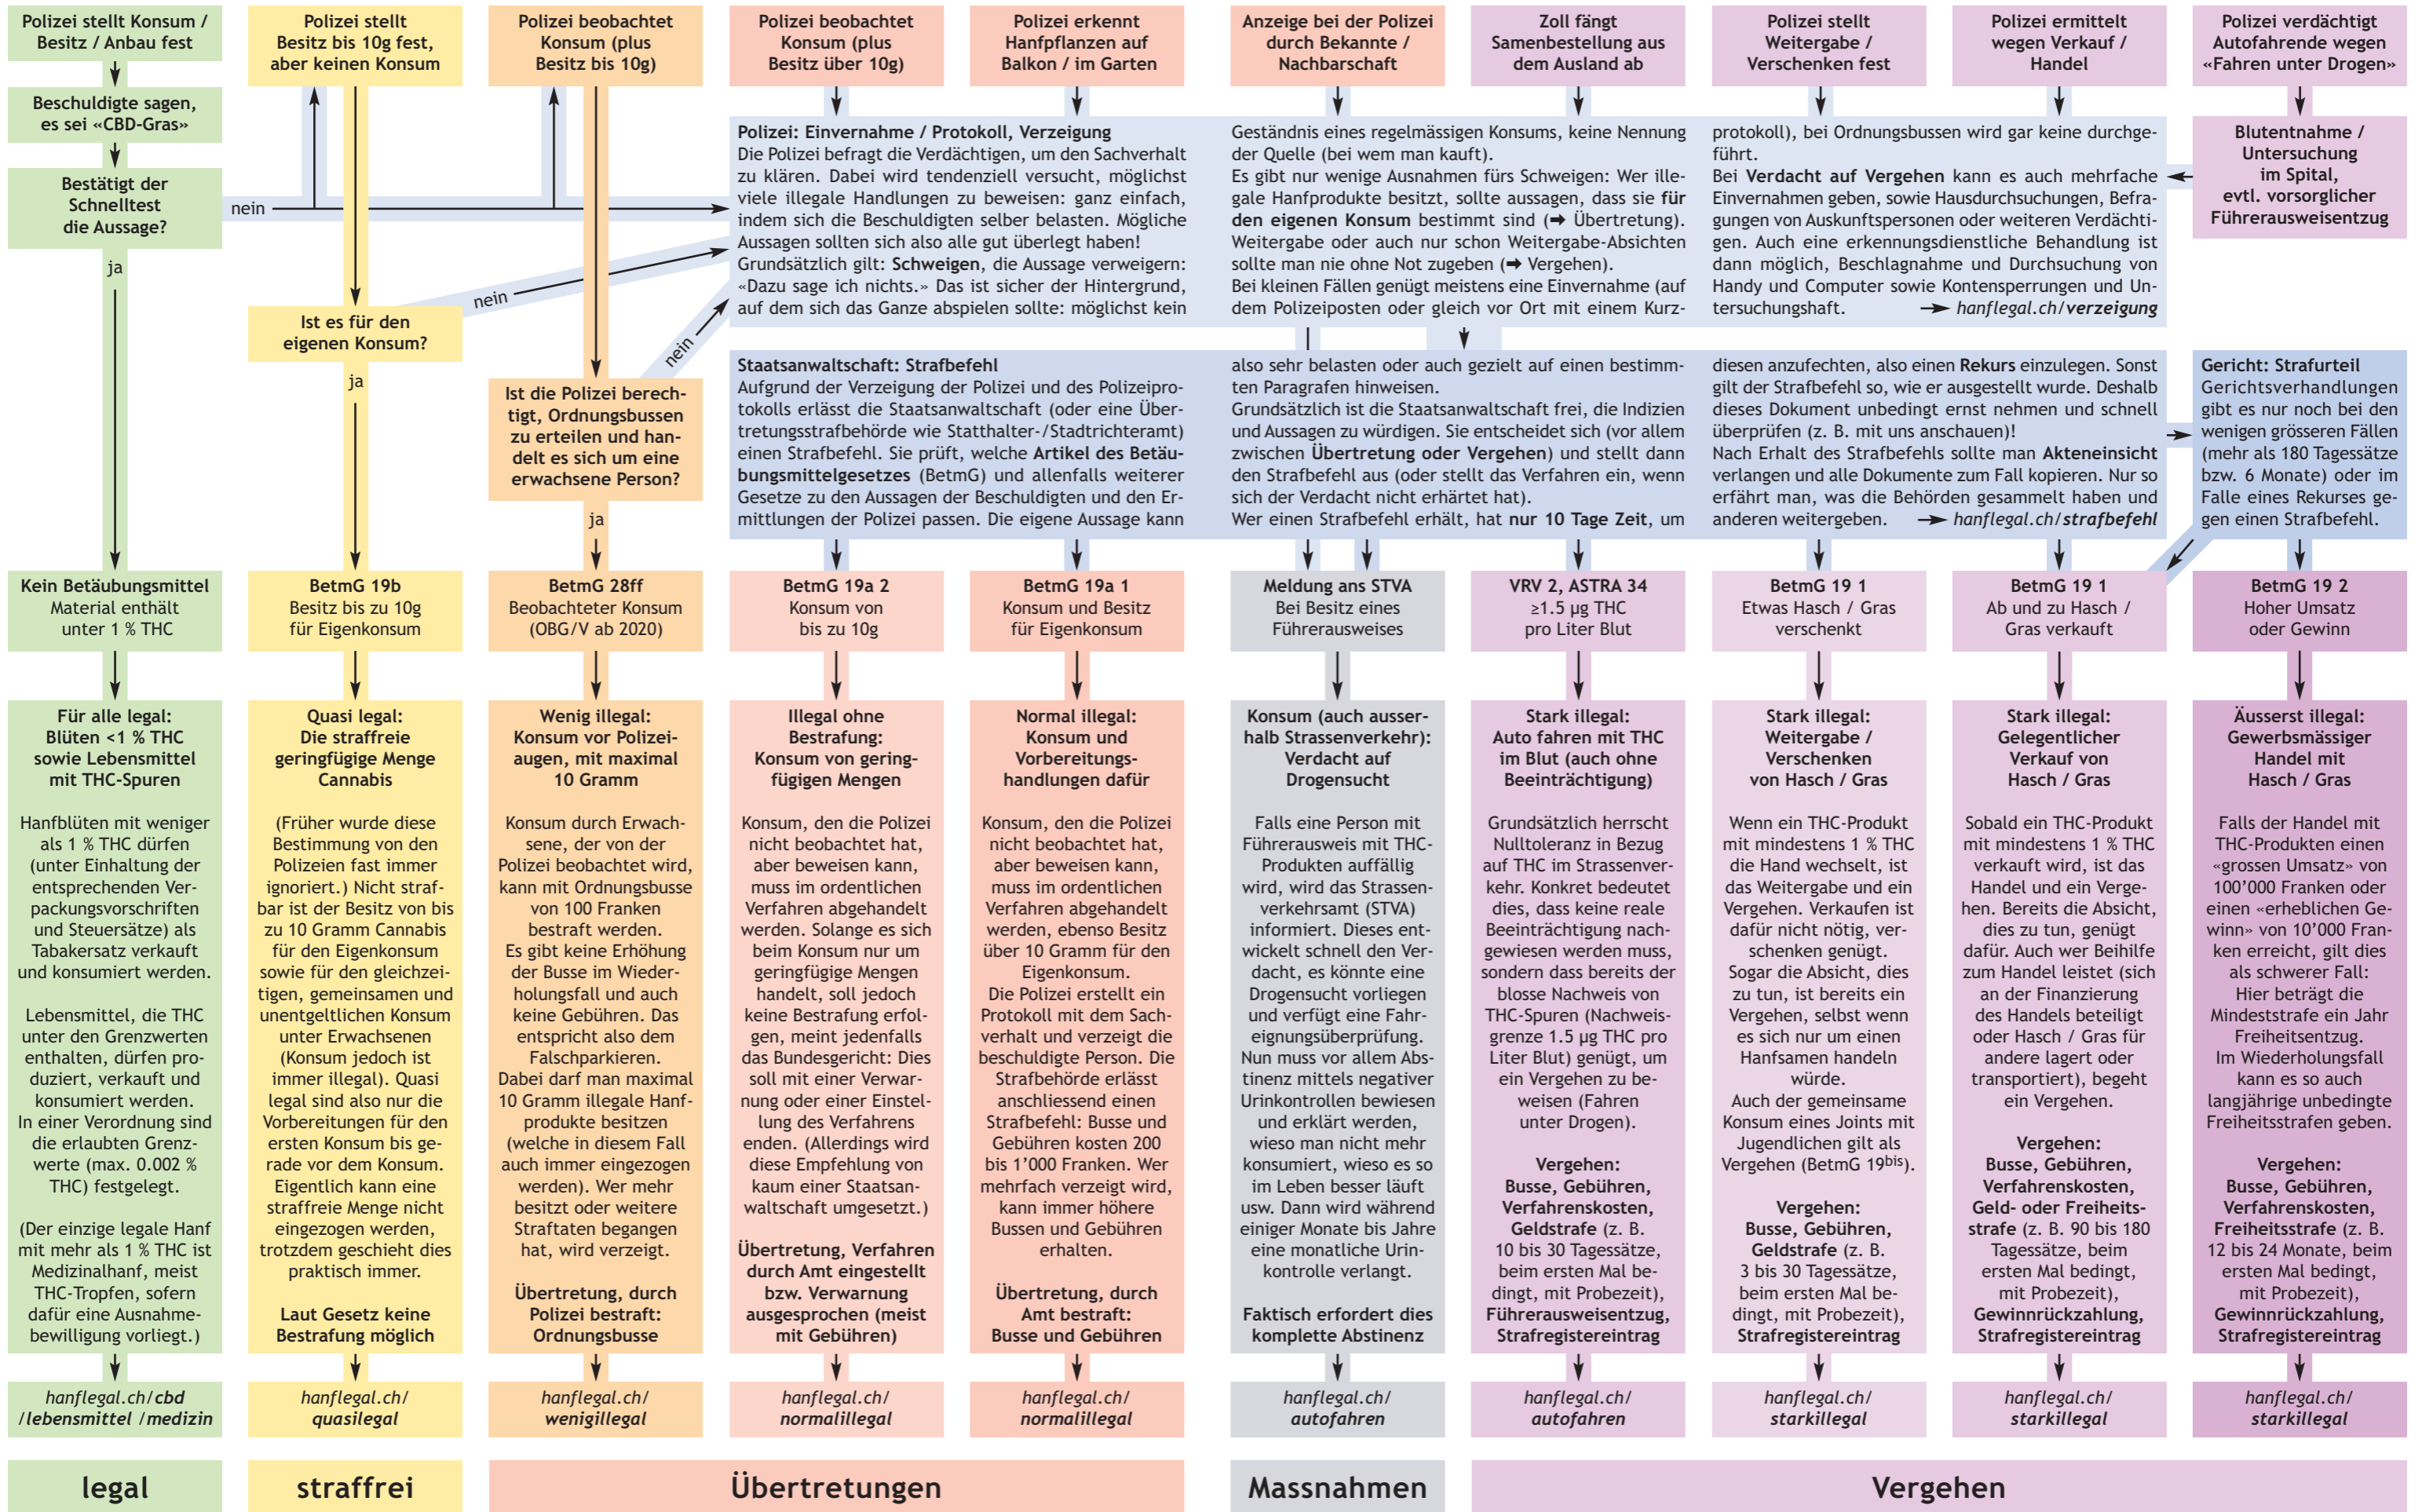 Polizei stellt Konsum /
Besitz / Anbau fest
Beschuldigte sagen,
es sei «CBD-Gras»
Bestätigt der
Schnelltest
die Aussage?
nein
ja
Polizei stellt
Besitz bis 10g fest,
aber keinen Konsum
Ist es für den
eigenen Konsum?
nein
ja
Polizei beobachtet
Konsum (plus
Besitz bis 10g)
Ist die Polizei berech-
tigt, Ordnungsbussen
zu erteilen und han-
delt es sich um eine
erwachsene Person?
nein
ja
Polizei beobachtet
Konsum (plus
Besitz über 10g)
Polizei erkennt
Hanfpflanzen auf
Balkon / im Garten
Anzeige bei der Polizei
durch Bekannte /
Nachbarschaft
Zoll fängt
Samenbestellung aus
dem Ausland ab
Polizei stellt
Weitergabe /
Verschenken fest
Polizei ermittelt
wegen Verkauf /
Handel
Polizei verdächtigt
Autofahrende wegen
«Fahren unter Drogen»
Blutentnahme /
Untersuchung
im Spital,
evtl. vorsorglicher
Führerausweisentzug
Polizei: Einvernahme / Protokoll, Verzeigung
Die Polizei befragt die Verdächtigen, um den Sachverhalt
zu klären. Dabei wird tendenziell versucht, möglichst
viele illegale Handlungen zu beweisen: ganz einfach,
indem sich die Beschuldigten selber belasten. Mögliche
Aussagen sollten sich also alle gut überlegt haben!
Grundsätzlich gilt: Schweigen, die Aussage verweigern:
«Dazu sage ich nichts.» Das ist sicher der Hintergrund,
auf dem sich das Ganze abspielen sollte: möglichst kein
Geständnis eines regelmässigen Konsums, keine Nennung
der Quelle (bei wem man kauft).
Es gibt nur wenige Ausnahmen fürs Schweigen: Wer ille-
gale Hanfprodukte besitzt, sollte aussagen, dass sie für
den eigenen Konsum bestimmt sind (➡ Übertretung).
Weitergabe oder auch nur schon Weitergabe-Absichten
sollte man nie ohne Not zugeben (➡ Vergehen).
Bei kleinen Fällen genügt meistens eine Einvernahme (auf
dem Polizeiposten oder gleich vor Ort mit einem Kurz-
protokoll), bei Ordnungsbussen wird gar keine durchge-
führt.
Bei Verdacht auf Vergehen kann es auch mehrfache
Einvernahmen geben, sowie Hausdurchsuchungen, Befra-
gungen von Auskunftspersonen oder weiteren Verdächti-
gen. Auch eine erkennungsdienstliche Behandlung ist
dann möglich, Beschlagnahme und Durchsuchung von
Handy und Computer sowie Kontensperrungen und Un-
tersuchungshaft. → hanflegal.ch/verzeigung
Staatsanwaltschaft: Strafbefehl
Aufgrund der Verzeigung der Polizei und des Polizeipro-
tokolls erlässt die Staatsanwaltschaft (oder eine Über-
tretungsstrafbehörde wie Statthalter-/Stadtrichteramt)
einen Strafbefehl. Sie prüft, welche Artikel des Betäu-
bungsmittelgesetzes (BetmG) und allenfalls weiterer
Gesetze zu den Aussagen der Beschuldigten und den Er-
mittlungen der Polizei passen. Die eigene Aussage kann
also sehr belasten oder auch gezielt auf einen bestimm-
ten Paragrafen hinweisen.
Grundsätzlich ist die Staatsanwaltschaft frei, die Indizien
und Aussagen zu würdigen. Sie entscheidet sich (vor allem
zwischen Übertretung oder Vergehen) und stellt dann
den Strafbefehl aus (oder stellt das Verfahren ein, wenn
sich der Verdacht nicht erhärtet hat).
Wer einen Strafbefehl erhält, hat nur 10 Tage Zeit, um
diesen anzufechten, also einen Rekurs einzulegen. Sonst
gilt der Strafbefehl so, wie er ausgestellt wurde. Deshalb
dieses Dokument unbedingt ernst nehmen und schnell
überprüfen (z. B. mit uns anschauen)!
Nach Erhalt des Strafbefehls sollte man Akteneinsicht
verlangen und alle Dokumente zum Fall kopieren. Nur so
erfährt man, was die Behörden gesammelt haben und
anderen weitergeben. → hanflegal.ch/strafbefehl
Gericht: Strafurteil
Gerichtsverhandlungen
gibt es nur noch bei den
wenigen grösseren Fällen
(mehr als 180 Tagessätze
bzw. 6 Monate) oder im
Falle eines Rekurses ge-
gen einen Strafbefehl.
Kein Betäubungsmittel
Material enthält
unter 1 % THC
Für alle legal:
Blüten <1 % THC
sowie Lebensmittel
mit THC-Spuren
Hanfblüten mit weniger
als 1 % THC dürfen
(unter Einhaltung der
entsprechenden Ver-
packungsvorschriften
und Steuersätze) als
Tabakersatz verkauft
und konsumiert werden.
Lebensmittel, die THC
unter den Grenzwerten
enthalten, dürfen pro-
duziert, verkauft und
konsumiert werden.
In einer Verordnung sind
die erlaubten Grenz-
werte (max. 0.002 %
THC) festgelegt.
(Der einzige legale Hanf
mit mehr als 1 % THC ist
Medizinalhanf, meist
THC-Tropfen, sofern
dafür eine Ausnahme-
bewilligung vorliegt.)
hanflegal.ch/cbd
/lebensmittel /medizin
legal
BetmG 19b
Besitz bis zu 10g
für Eigenkonsum
Quasi legal:
Die straffreie
geringfügige Menge
Cannabis
(Früher wurde diese
Bestimmung von den
Polizeien fast immer
ignoriert.) Nicht straf-
bar ist der Besitz von bis
zu 10 Gramm Cannabis
für den Eigenkonsum
sowie für den gleichzei-
tigen, gemeinsamen und
unentgeltlichen Konsum
unter Erwachsenen
(Konsum jedoch ist
immer illegal). Quasi
legal sind also nur die
Vorbereitungen für den
ersten Konsum bis ge-
rade vor dem Konsum.
Eigentlich kann eine
straffreie Menge nicht
eingezogen werden,
trotzdem geschieht dies
praktisch immer.
Laut Gesetz keine
Bestrafung möglich
hanflegal.ch/
quasilegal
straffrei
BetmG 28ff
Beobachteter Konsum
(OBG/V ab 2020)
Wenig illegal:
Konsum vor Polizei-
augen, mit maximal
10 Gramm
Konsum durch Erwach-
sene, der von der
Polizei beobachtet wird,
kann mit Ordnungsbusse
von 100 Franken
bestraft werden.
Es gibt keine Erhöhung
der Busse im Wieder-
holungsfall und auch
keine Gebühren. Das
entspricht also dem
Falschparkieren.
Dabei darf man maximal
10 Gramm illegale Hanf-
produkte besitzen
(welche in diesem Fall
auch immer eingezogen
werden). Wer mehr
besitzt oder weitere
Straftaten begangen
hat, wird verzeigt.
Übertretung, durch
Polizei bestraft:
Ordnungsbusse
hanflegal.ch/
wenigillegal
BetmG 19a 2
Konsum von
bis zu 10g
Illegal ohne
Bestrafung:
Konsum von gering-
fügigen Mengen
Konsum, den die Polizei
nicht beobachtet hat,
aber beweisen kann,
muss im ordentlichen
Verfahren abgehandelt
werden. Solange es sich
beim Konsum nur um
geringfügige Mengen
handelt, soll jedoch
keine Bestrafung erfol-
gen, meint jedenfalls
das Bundesgericht: Dies
soll mit einer Verwar-
nung oder einer Einstel-
lung des Verfahrens
enden. (Allerdings wird
diese Empfehlung von
kaum einer Staatsan-
waltschaft umgesetzt.)
Übertretung, Verfahren
durch Amt eingestellt
bzw. Verwarnung
ausgesprochen (meist
mit Gebühren)
hanflegal.ch/
normalillegal
BetmG 19a 1
Konsum und Besitz
für Eigenkonsum
Normal illegal:
Konsum und
Vorbereitungs-
handlungen dafür
Konsum, den die Polizei
nicht beobachtet hat,
aber beweisen kann,
muss im ordentlichen
Verfahren abgehandelt
werden, ebenso Besitz
über 10 Gramm für den
Eigenkonsum.
Die Polizei erstellt ein
Protokoll mit dem Sach-
verhalt und verzeigt die
beschuldigte Person. Die
Strafbehörde erlässt
anschliessend einen
Strafbefehl: Busse und
Gebühren kosten 200
bis 1’000 Franken. Wer
mehrfach verzeigt wird,
kann immer höhere
Bussen und Gebühren
erhalten.
Übertretung, durch
Amt bestraft:
Busse und Gebühren
hanflegal.ch/
normalillegal
Übertretungen
Meldung ans STVA
Bei Besitz eines
Führerausweises
Konsum (auch ausser-
halb Strassenverkehr):
Verdacht auf
Drogensucht
Falls eine Person mit
Führerausweis mit THC-
Produkten auffällig
wird, wird das Strassen-
verkehrsamt (STVA)
informiert. Dieses ent-
wickelt schnell den Ver-
dacht, es könnte eine
Drogensucht vorliegen
und verfügt eine Fahr-
eignungsüberprüfung.
Nun muss vor allem Abs-
tinenz mittels negativer
Urinkontrollen bewiesen
und erklärt werden,
wieso man nicht mehr
konsumiert, wieso es so
im Leben besser läuft
usw. Dann wird während
einiger Monate bis Jahre
eine monatliche Urin-
kontrolle verlangt.
Faktisch erfordert dies
komplette Abstinenz
hanflegal.ch/
autofahren
Massnahmen
VRV 2, ASTRA 34
≥1.5 µg THC
pro Liter Blut
Stark illegal:
Auto fahren mit THC
im Blut (auch ohne
Beeinträchtigung)
Grundsätzlich herrscht
Nulltoleranz in Bezug
auf THC im Strassenver-
kehr. Konkret bedeutet
dies, dass keine reale
Beeinträchtigung nach-
gewiesen werden muss,
sondern dass bereits der
blosse Nachweis von
THC-Spuren (Nachweis-
grenze 1.5 µg THC pro
Liter Blut) genügt, um
ein Vergehen zu be-
weisen (Fahren
unter Drogen).
Vergehen:
Busse, Gebühren,
Verfahrenskosten,
Geldstrafe (z. B.
10 bis 30 Tagessätze,
beim ersten Mal be-
dingt, mit Probezeit),
Führerausweisentzug,
Strafregistereintrag
hanflegal.ch/
autofahren
BetmG 19 1
Etwas Hasch / Gras
verschenkt
Stark illegal:
Weitergabe /
Verschenken
von Hasch / Gras
Wenn ein THC-Produkt
mit mindestens 1 % THC
die Hand wechselt, ist
das Weitergabe und ein
Vergehen. Verkaufen ist
dafür nicht nötig, ver-
schenken genügt.
Sogar die Absicht, dies
zu tun, ist bereits ein
Vergehen, selbst wenn
es sich nur um einen
Hanfsamen handeln
würde.
Auch der gemeinsame
Konsum eines Joints mit
Jugendlichen gilt als
Vergehen (BetmG 19bis).
Vergehen:
Busse, Gebühren,
Geldstrafe (z. B.
3 bis 30 Tagessätze,
beim ersten Mal be-
dingt, mit Probezeit),
Strafregistereintrag
hanflegal.ch/
starkillegal
BetmG 19 1
Ab und zu Hasch /
Gras verkauft
Stark illegal:
Gelegentlicher
Verkauf von
Hasch / Gras
Sobald ein THC-Produkt
mit mindestens 1 % THC
verkauft wird, ist das
Handel und ein Verge-
hen. Bereits die Absicht,
dies zu tun, genügt
dafür. Auch wer Beihilfe
zum Handel leistet (sich
an der Finanzierung
des Handels beteiligt
oder Hasch / Gras für
andere lagert oder
transportiert), begeht
ein Vergehen.
Vergehen:
Busse, Gebühren,
Verfahrenskosten,
Geld- oder Freiheits-
strafe (z. B. 90 bis 180
Tagessätze, beim
ersten Mal bedingt,
mit Probezeit),
Gewinnrückzahlung,
Strafregistereintrag
hanflegal.ch/
starkillegal
BetmG 19 2
Hoher Umsatz
oder Gewinn
Äusserst illegal:
Gewerbsmässiger
Handel mit
Hasch / Gras
Falls der Handel mit
THC-Produkten einen
«grossen Umsatz» von
100’000 Franken oder
einen «erheblichen Ge-
winn» von 10’000 Fran-
ken erreicht, gilt dies
als schwerer Fall:
Hier beträgt die
Mindeststrafe ein Jahr
Freiheitsentzug.
Im Wiederholungsfall
kann es so auch
langjährige unbedingte
Freiheitsstrafen geben.
Vergehen:
Busse, Gebühren,
Verfahrenskosten,
Freiheitsstrafe (z. B.
12 bis 24 Monate, beim
ersten Mal bedingt,
mit Probezeit),
Gewinnrückzahlung,
Strafregistereintrag
hanflegal.ch/
starkillegal
Vergehen